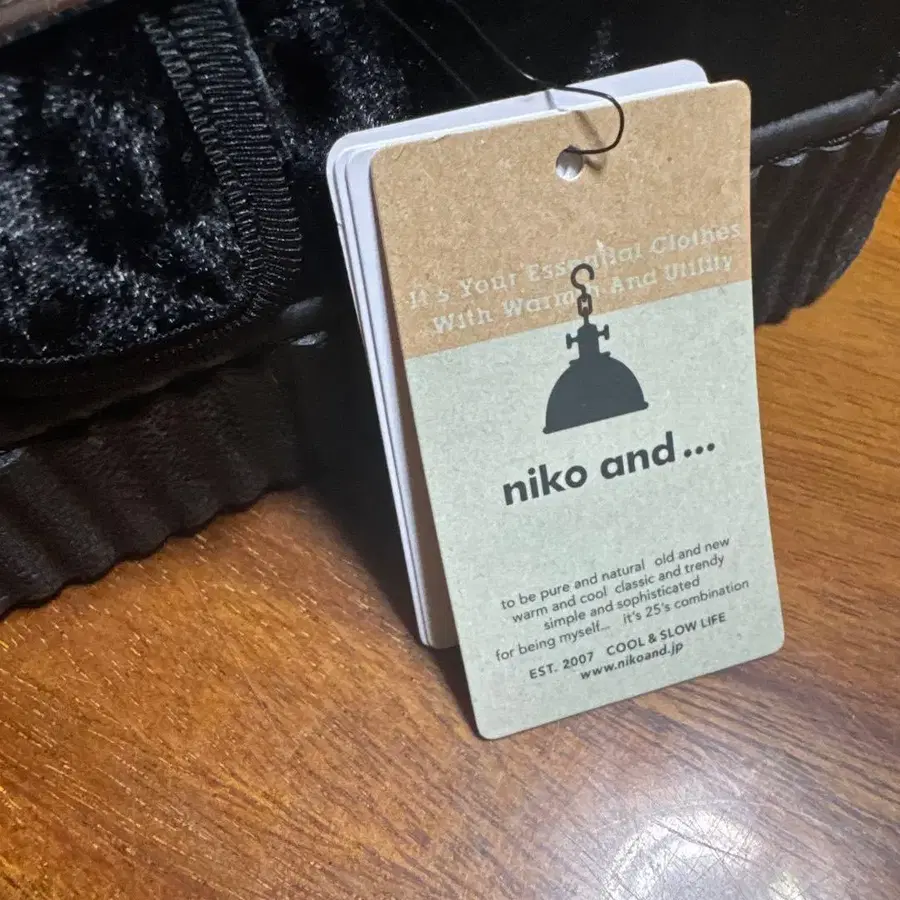 It's Your Essential Clothes
With Warmth And Utility
niko and ...
to be pure and natural old and new
warm and cool classic and trendy
simple and sophisticated
for being myself... it's 25's combination
EST. 2007 COOL & SLOW LIFE
www.nikoand.jp